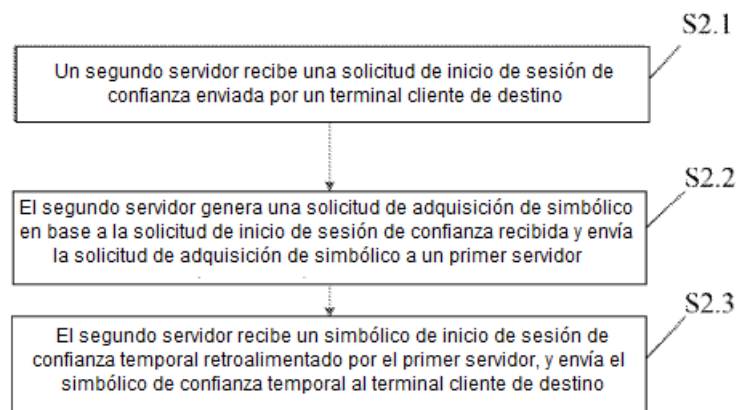 S2.1
Un segundo servidor recibe una solicitud de inicio de sesión de
confianza enviada por un terminal cliente de destino
S2.2
El segundo servidor genera una solicitud de adquisición de simbólico
en base a la solicitud de inicio de sesión de confianza recibida y envía
la solicitud de adquisición de simbólico a un primer servidor
S2.3
El segundo servidor recibe un simbólico de inicio de sesión de
confianza temporal retroalimentado por el primer servidor, y envía el
simbólico de confianza temporal al terminal cliente de destino